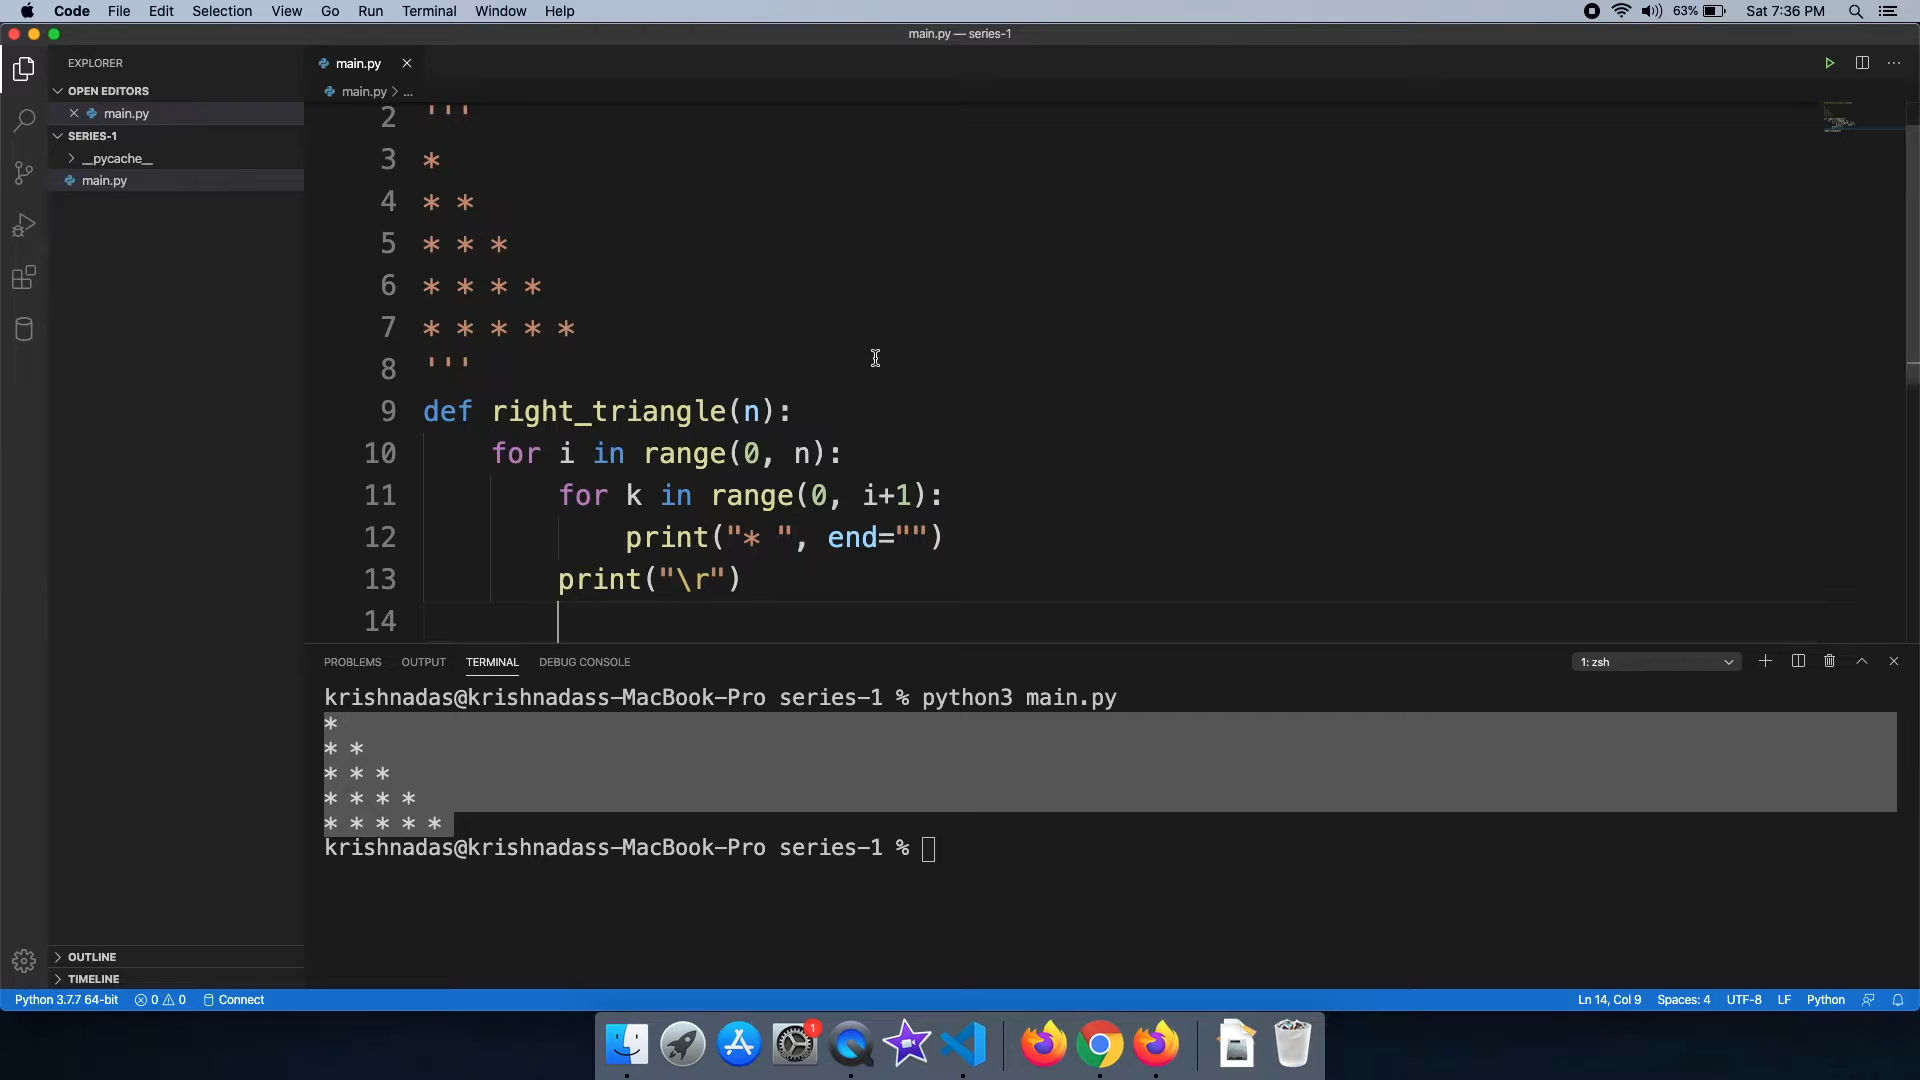 Code File Edit Selection View Go Run Terminal Window Help 63% Sat 7:36 PM
main.py — series-1
EXPLORER
main.py
OPEN EDITORS
main.py > ...
main.py
SERIES-1
__pycache__
main.py
2 '''
3 *
4 * *
5 * * *
6 * * * *
7 * * * * *
8 '''
9 def right_triangle(n):
10 for i in range(0, n):
11 for k in range(0, i+1):
12 print("* ", end="")
13 print("\r")
14
PROBLEMS OUTPUT TERMINAL DEBUG CONSOLE 1: zsh
krishnadas@krishnadass-MacBook-Pro series-1 % python3 main.py
*
* *
* * *
* * * *
* * * * *
krishnadas@krishnadass-MacBook-Pro series-1 %
OUTLINE
TIMELINE
Python 3.7.7 64-bit 0 0 Connect Ln 14, Col 9 Spaces: 4 UTF-8 LF Python
1